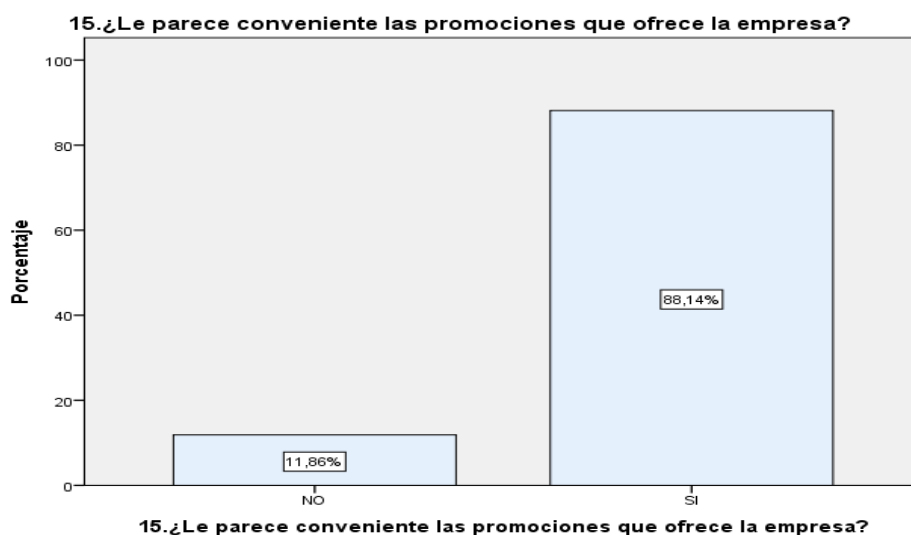 15.¿Le parece conveniente las promociones que ofrece la empresa?
Porcentaje
100
80
60
40
20
0
11,86%
88,14%
NO
SI
15.¿Le parece conveniente las promociones que ofrece la empresa?